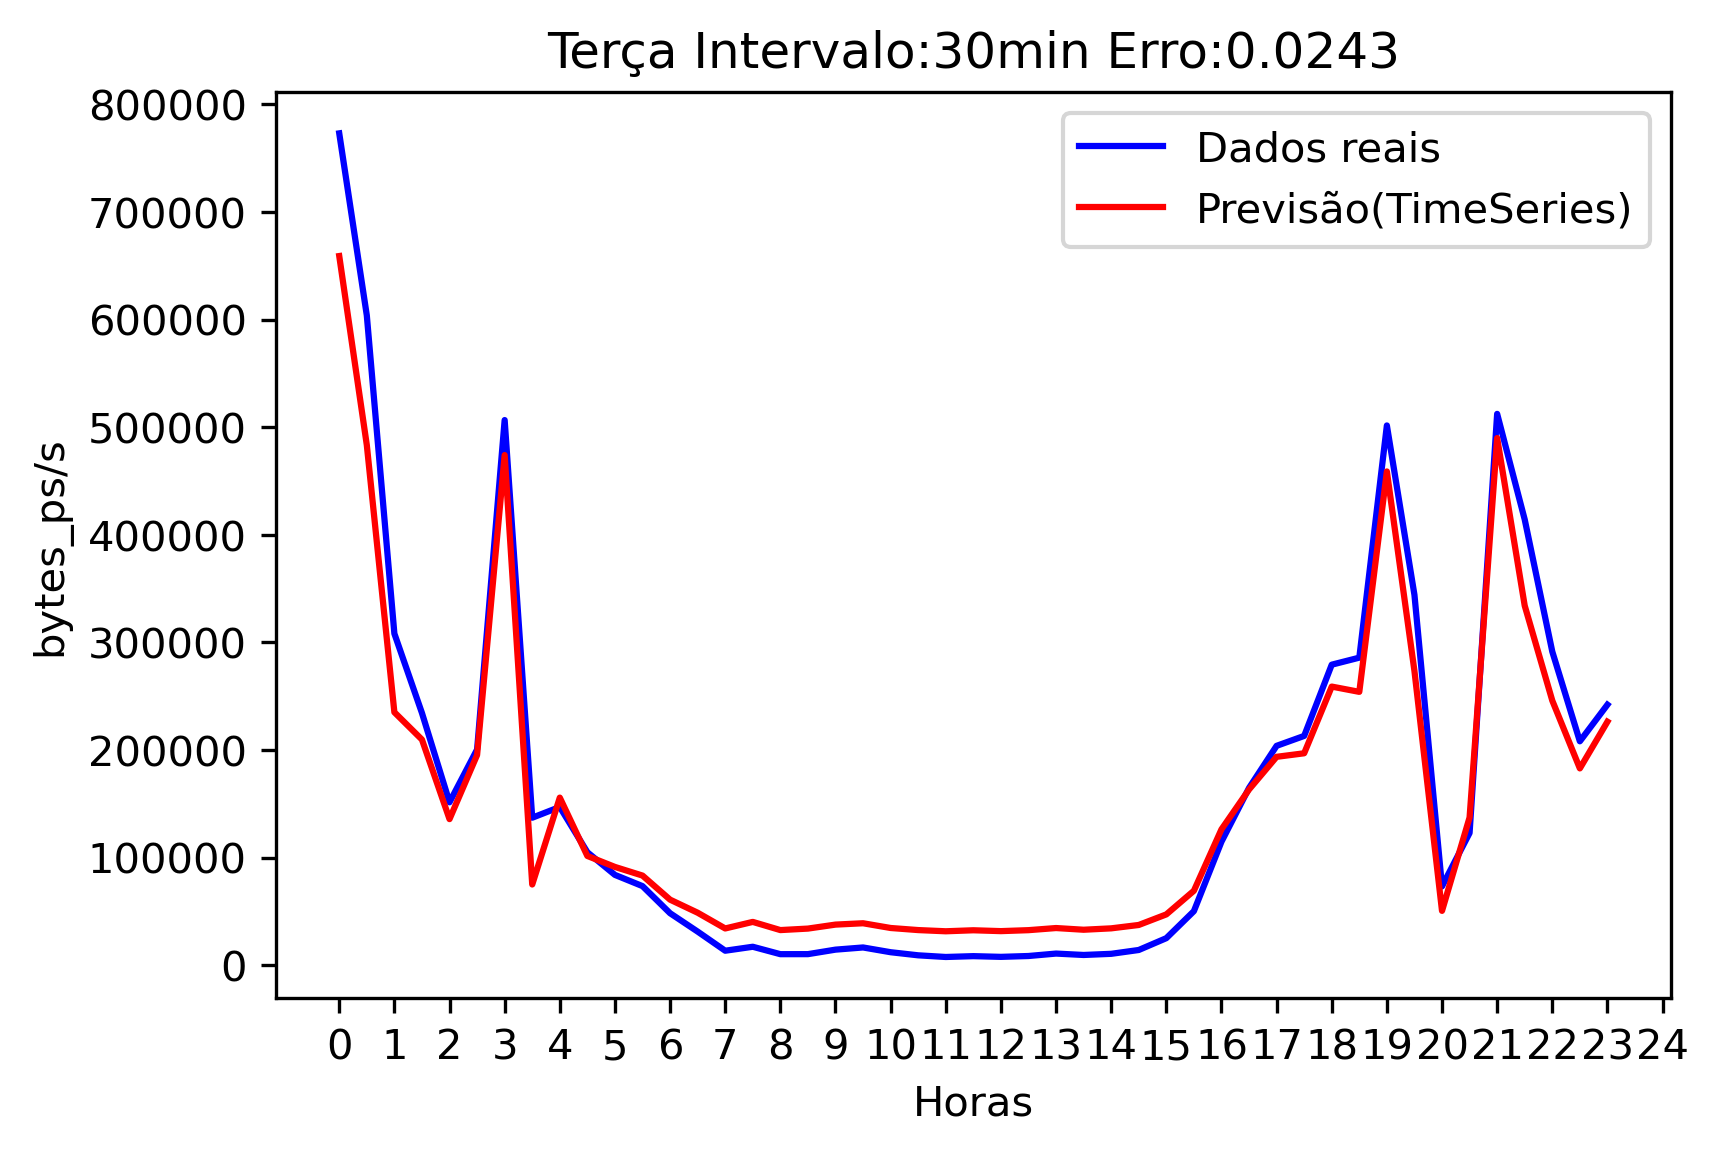 Terça Intervalo:30min Erro:0.0243
800000
700000
600000
500000
400000
300000
200000
100000
0
bytes_ps/s
Dados reais
Previsão(TimeSeries)
0 1 2 3 4 5 6 7 8 9 10 11 12 13 14 15 16 17 18 19 20 21 22 23 24
Horas